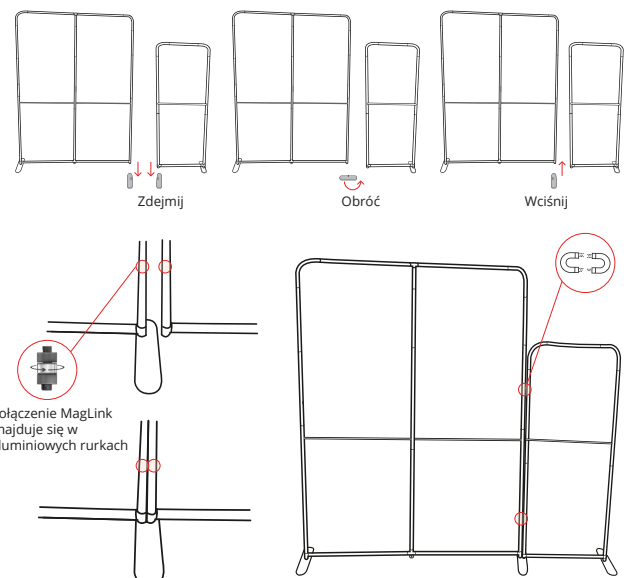 Zdejmij
Obróć
Wciśnij
ołączenie MagLink
najduje się w
luminiowych rurkach